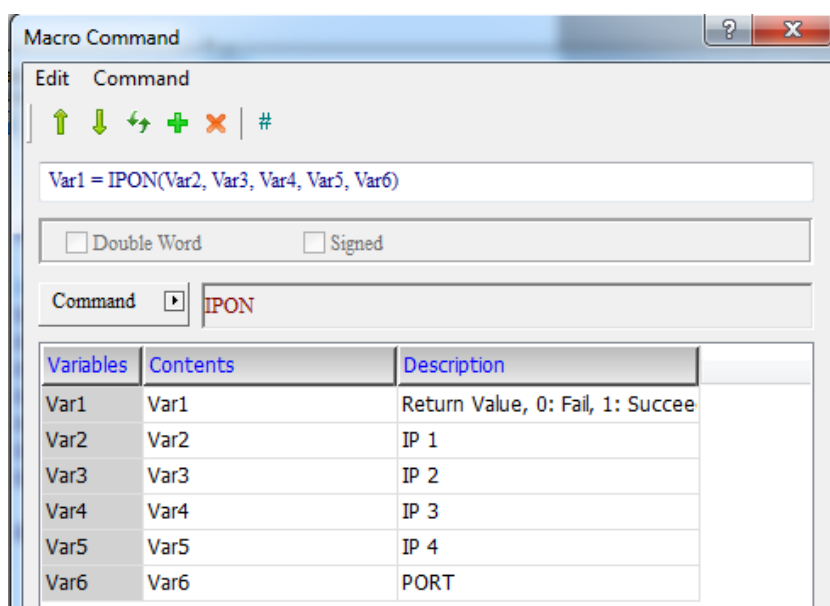 Macro Command
Edit Command
#
Var1 = IPON(Var2, Var3, Var4, Var5, Var6)
Double Word Signed
Command IPON
Variables Contents Description
Var1 Var1 Return Value, 0: Fail, 1: Succee
Var2 Var2 IP 1
Var3 Var3 IP 2
Var4 Var4 IP 3
Var5 Var5 IP 4
Var6 Var6 PORT